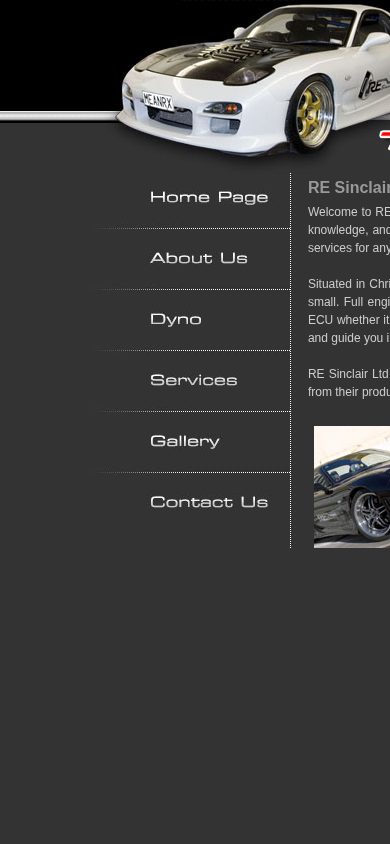 MEANRX
RE
Home Page
About Us
Dyno
Services
Gallery
Contact Us
RE Sinclair
Welcome to RE
knowledge, and
services for any
Situated in Chri
small. Full engi
ECU whether it
and guide you i
RE Sinclair Ltd
from their produ